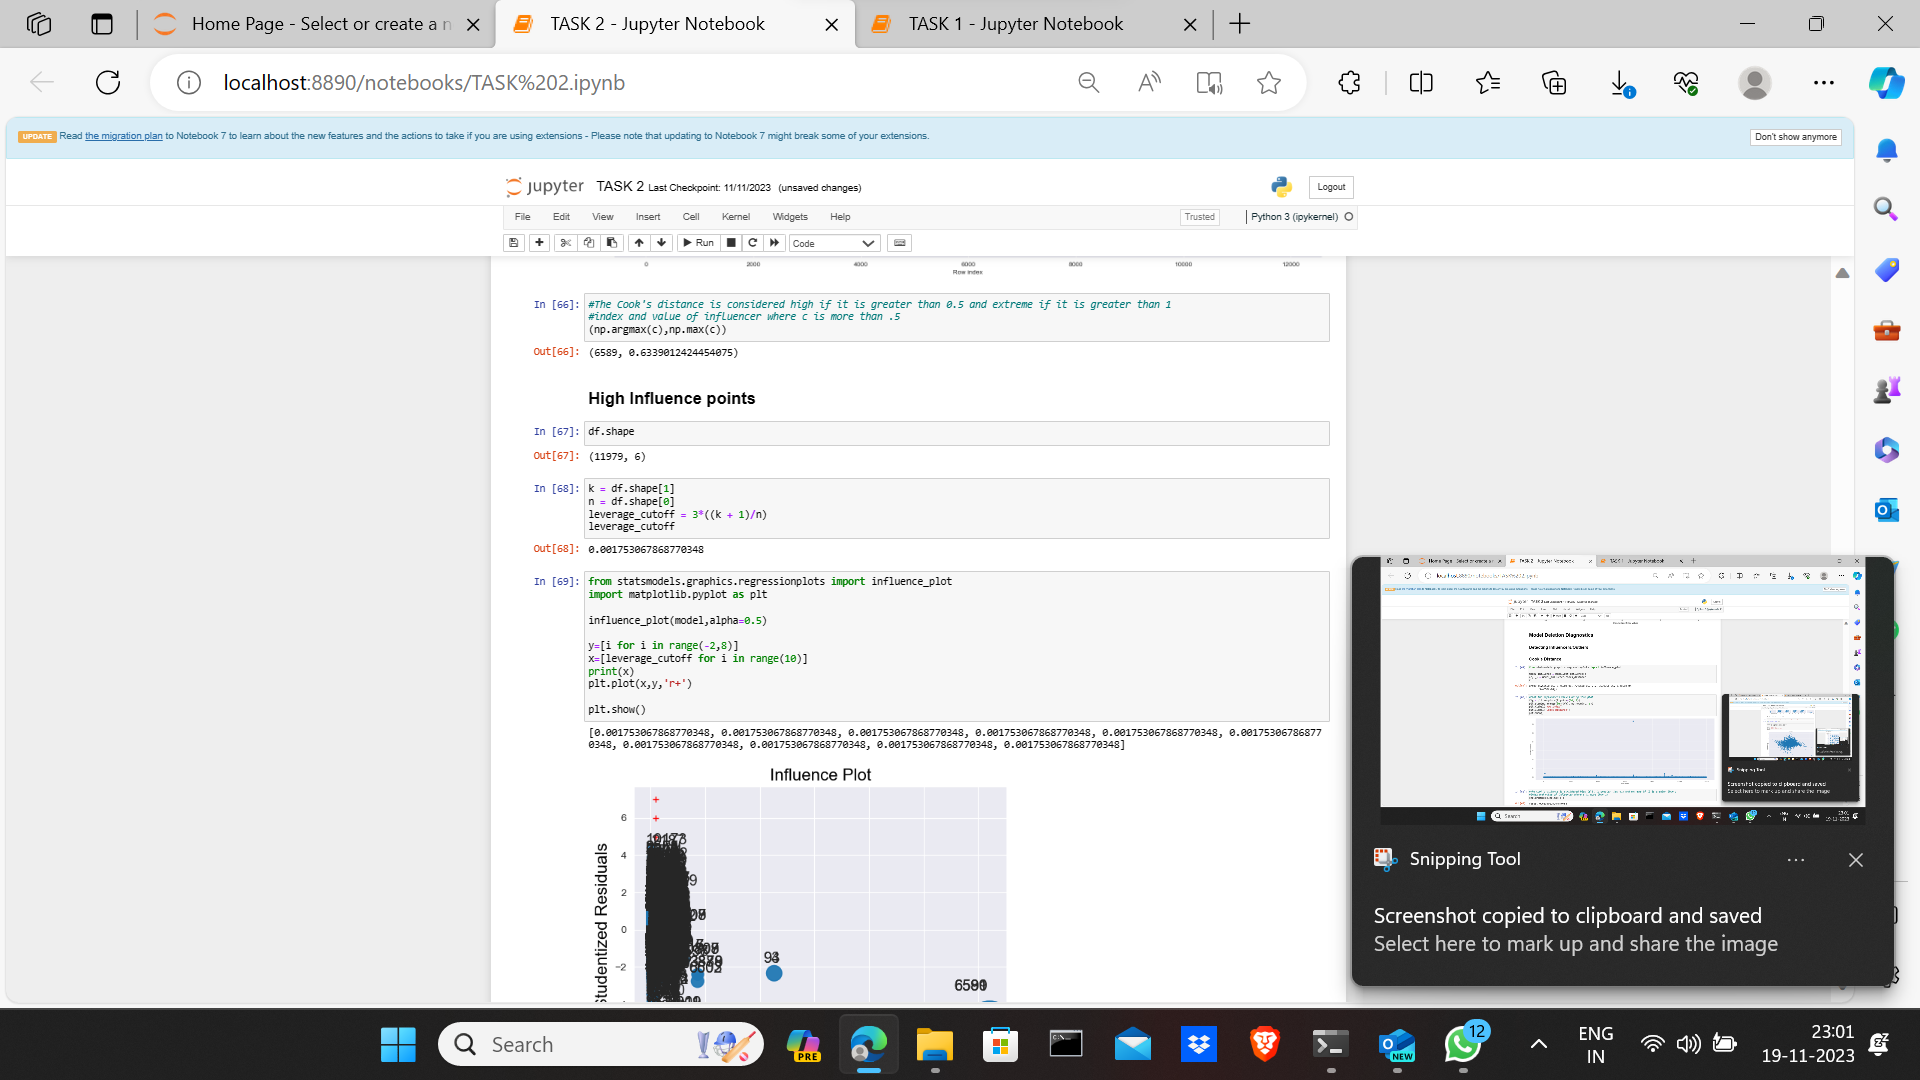 Home Page - Select or create a n
TASK 2 - Jupyter Notebook
TASK 1 - Jupyter Notebook
localhost:8890/notebooks/TASK%202.ipynb
UPDATE Read the migration plan to Notebook 7 to learn about the new features and the actions to take if you are using extensions - Please note that updating to Notebook 7 might break some of your extensions.
Don't show anymore
jupyter TASK 2 Last Checkpoint: 11/11/2023 (unsaved changes)
Logout
File Edit View Insert Cell Kernel Widgets Help
Trusted
Python 3 (ipykernel)
Run
Code
0 2000 4000 6000 8000 10000 12000
Row index
In [66]: #The Cook's distance is considered high if it is greater than 0.5 and extreme if it is greater than 1
#index and value of influencer where c is more than .5
(np.argmax(c),np.max(c))
Out[66]: (6589, 0.6339012424454075)
High Influence points
In [67]: df.shape
Out[67]: (11979, 6)
In [68]: k = df.shape[1]
n = df.shape[0]
leverage_cutoff = 3*((k + 1)/n)
leverage_cutoff
Out[68]: 0.001753067868770348
In [69]: from statsmodels.graphics.regressionplots import influence_plot
import matplotlib.pyplot as plt
influence_plot(model,alpha=0.5)
y=[i for i in range(-2,8)]
x=[leverage_cutoff for i in range(10)]
print(x)
plt.plot(x,y,'r+')
plt.show()
[0.001753067868770348, 0.001753067868770348, 0.001753067868770348, 0.001753067868770348, 0.001753067868770348, 0.00175306786877
0348, 0.001753067868770348, 0.001753067868770348, 0.001753067868770348, 0.001753067868770348]
Influence Plot
6
4
2
0
-2
Studentized Residuals
Snipping Tool
Screenshot copied to clipboard and saved
Select here to mark up and share the image
Search
PRE
NEW
12
ENG
IN
23:01
19-11-2023